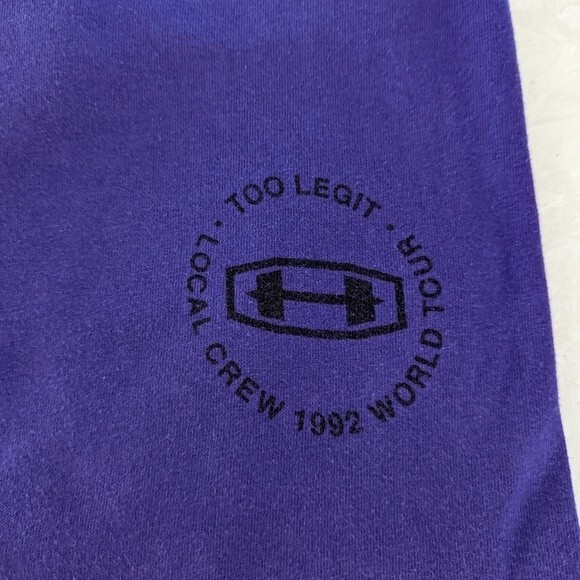 · TOO LEGIT ·
LOCAL CREW 1992 WORLD TOUR